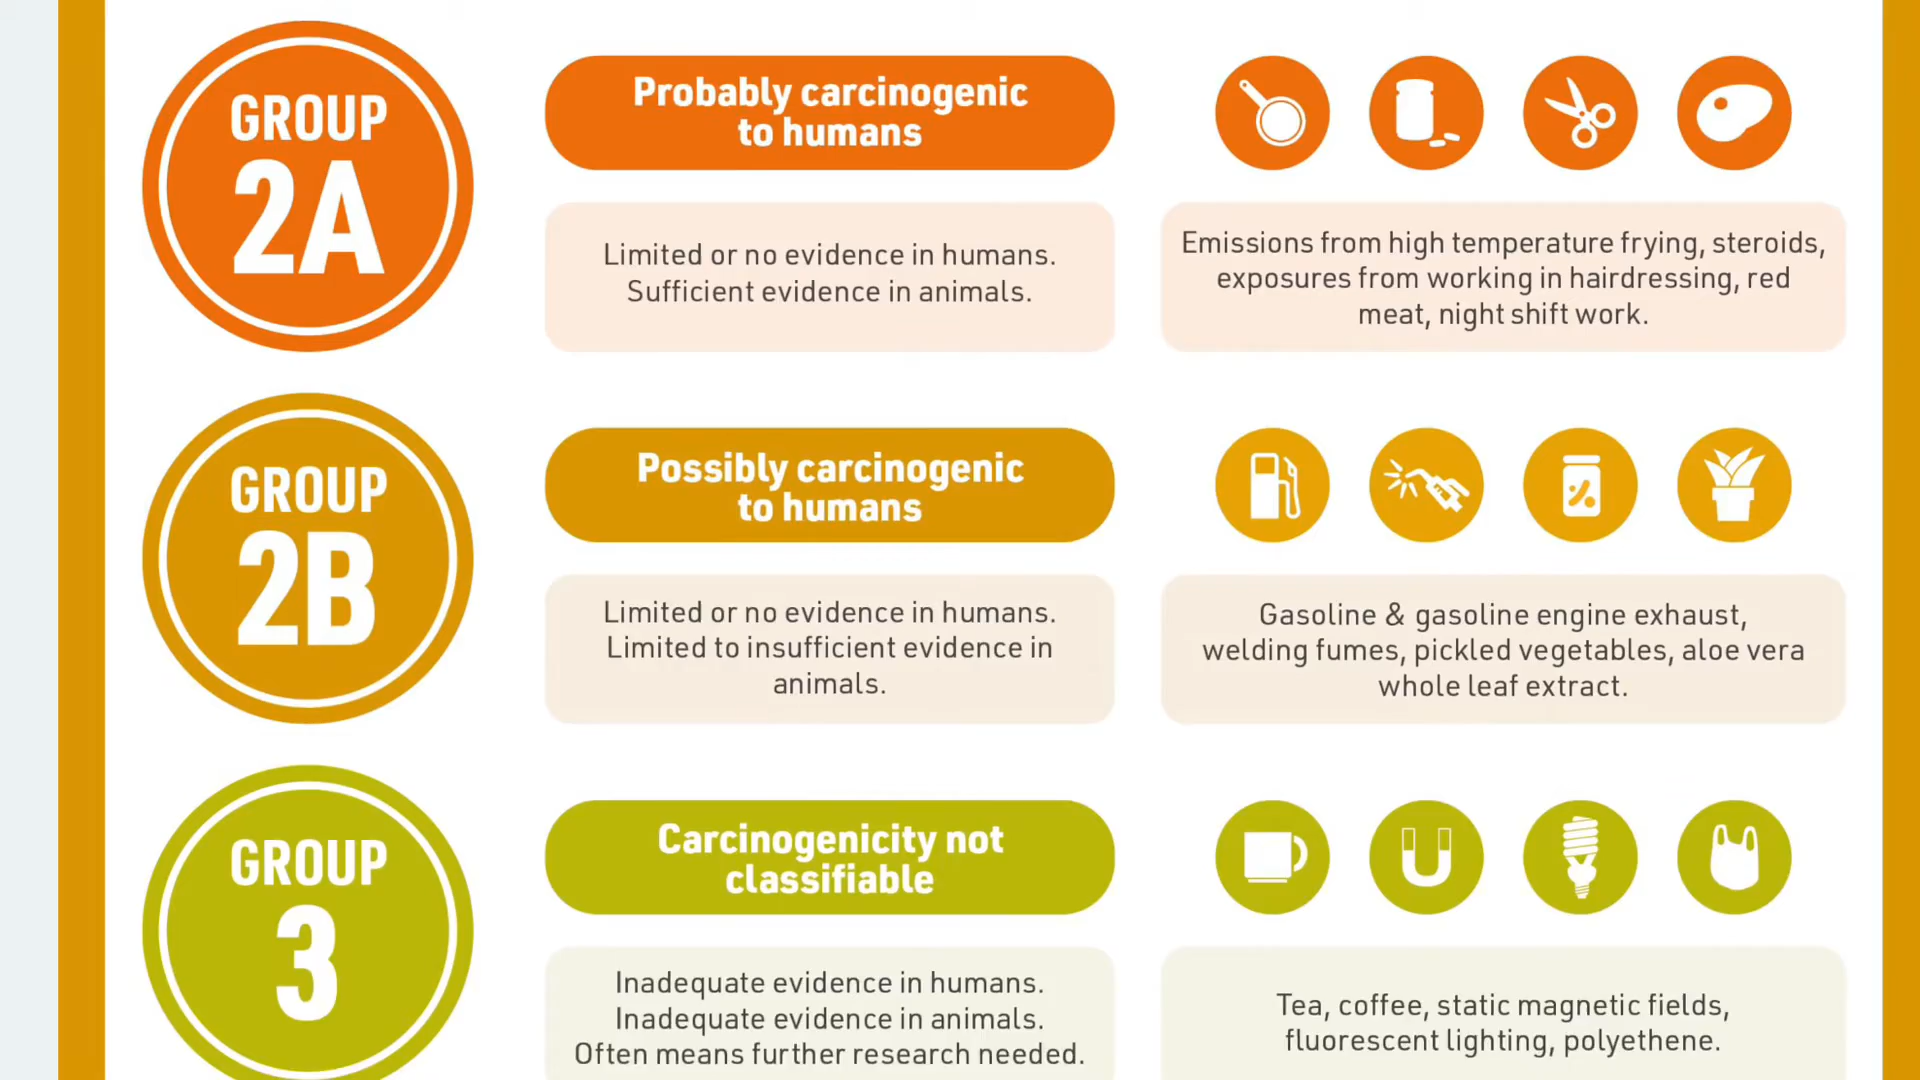 GROUP
2A
Probably carcinogenic
to humans
Limited or no evidence in humans.
Sufficient evidence in animals.
Emissions from high temperature frying, steroids,
exposures from working in hairdressing, red
meat, night shift work.
GROUP
2B
Possibly carcinogenic
to humans
Limited or no evidence in humans.
Limited to insufficient evidence in
animals.
Gasoline & gasoline engine exhaust,
welding fumes, pickled vegetables, aloe vera
whole leaf extract.
GROUP
3
Carcinogenicity not
classifiable
Inadequate evidence in humans.
Inadequate evidence in animals.
Often means further research needed.
Tea, coffee, static magnetic fields,
fluorescent lighting, polyethene.